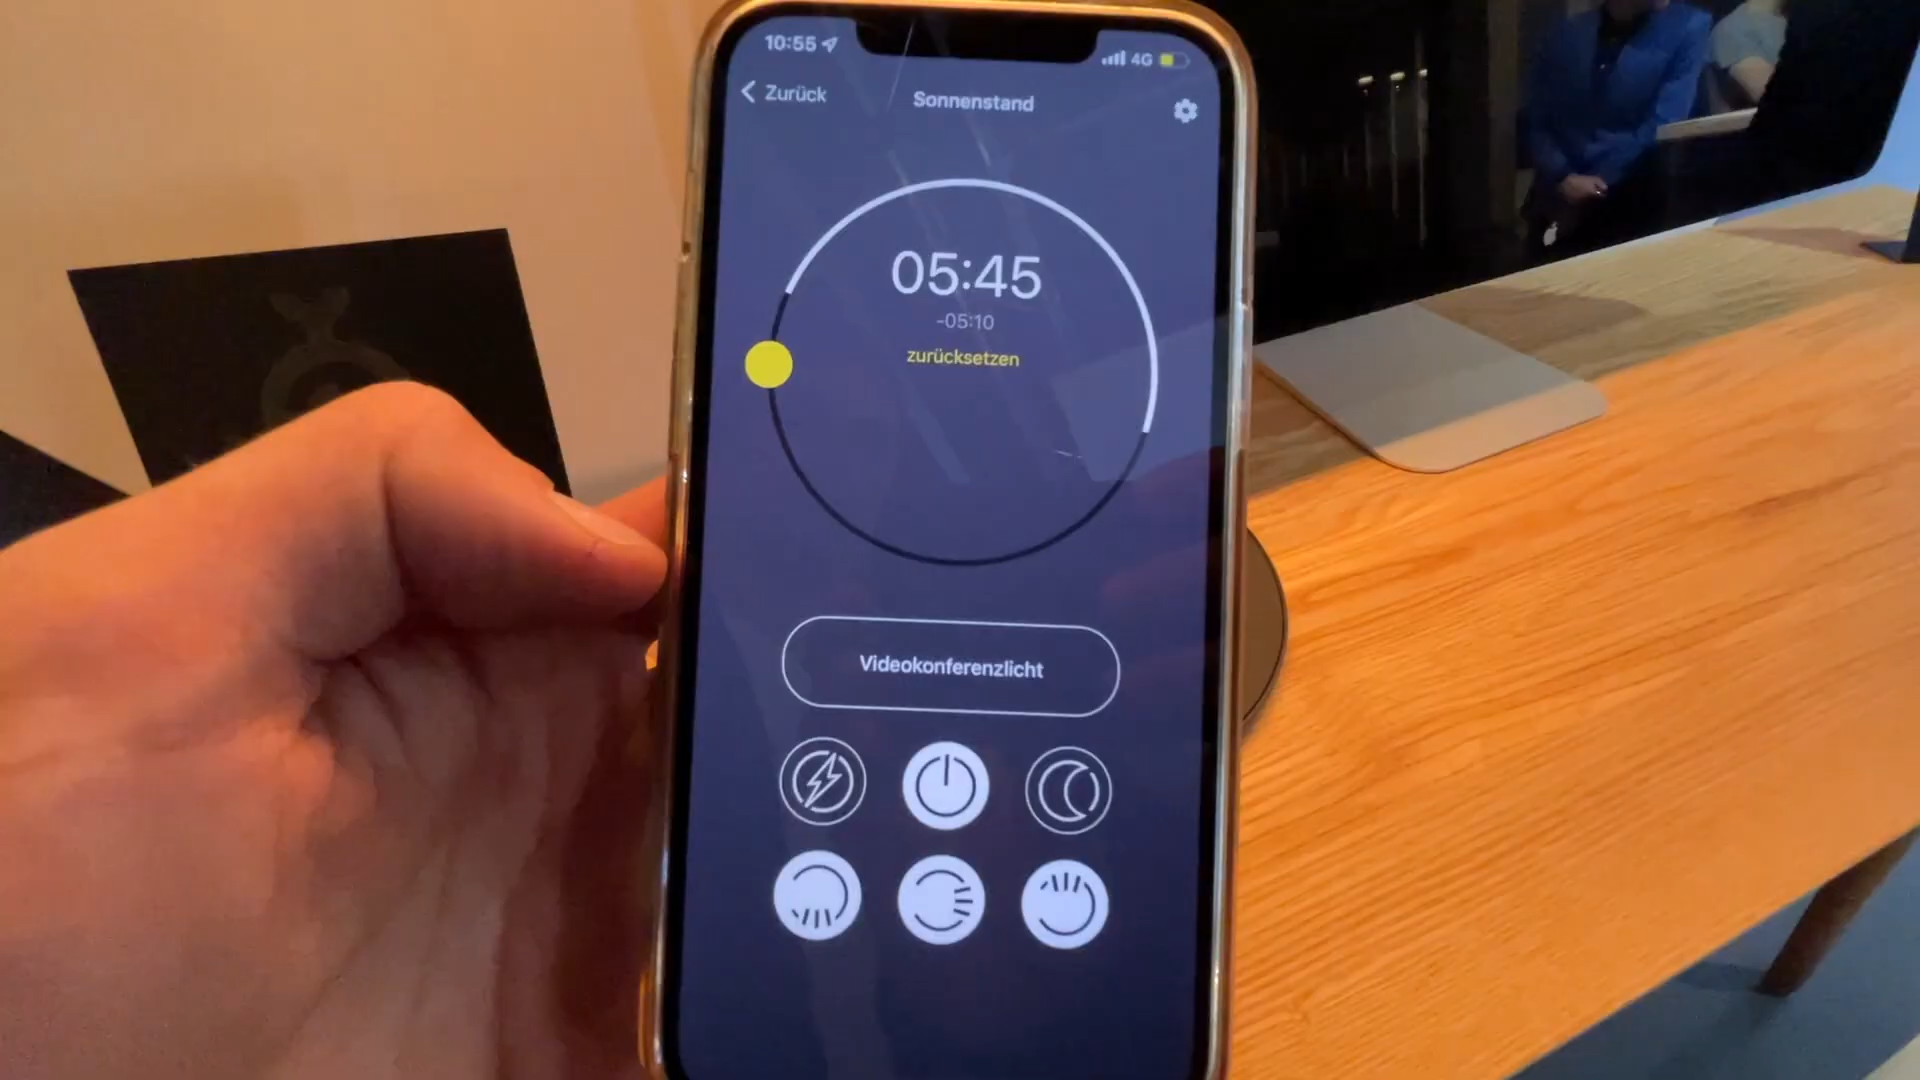 10:55
4G
Zurück
Sonnenstand
05:45
-05:10
zurücksetzen
Videokonferenzlicht